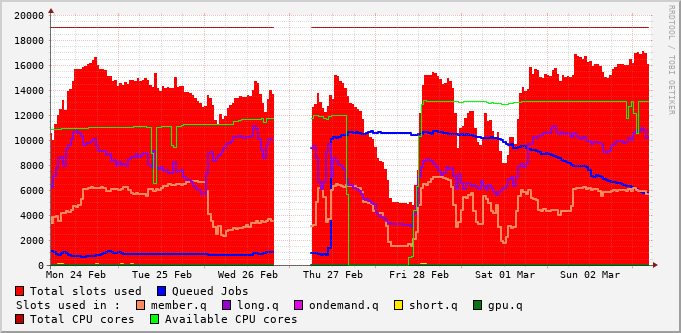 RRDTOOL / TOBI OETIKER
20000
18000
16000
14000
12000
10000
8000
6000
4000
2000
0
Mon 24 Feb Tue 25 Feb Wed 26 Feb Thu 27 Feb Fri 28 Feb Sat 01 Mar Sun 02 Mar
Total slots used Queued Jobs
Slots used in : member.q long.q ondemand.q short.q gpu.q
Total CPU cores Available CPU cores